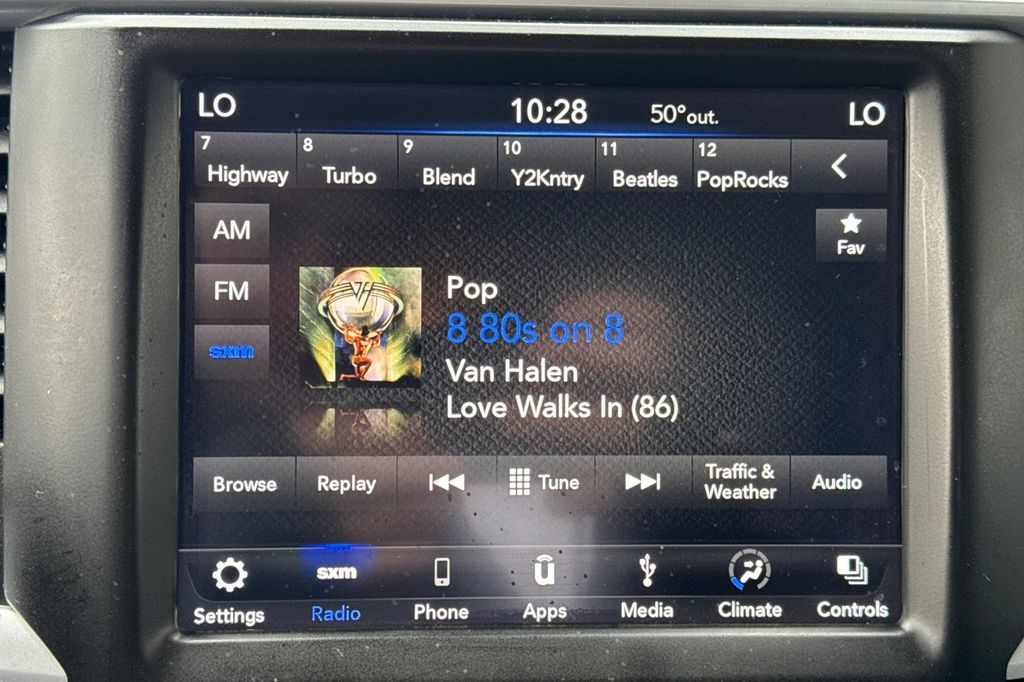 LO 10:28 50°out. LO
7 Highway 8 Turbo 9 Blend 10 Y2Kntry 11 Beatles 12 PopRocks
AM
Fav
FM
sxm
Pop
8 80s on 8
Van Halen
Love Walks In (86)
Browse Replay Tune Traffic & Weather Audio
sxm
Settings Radio Phone Apps Media Climate Controls